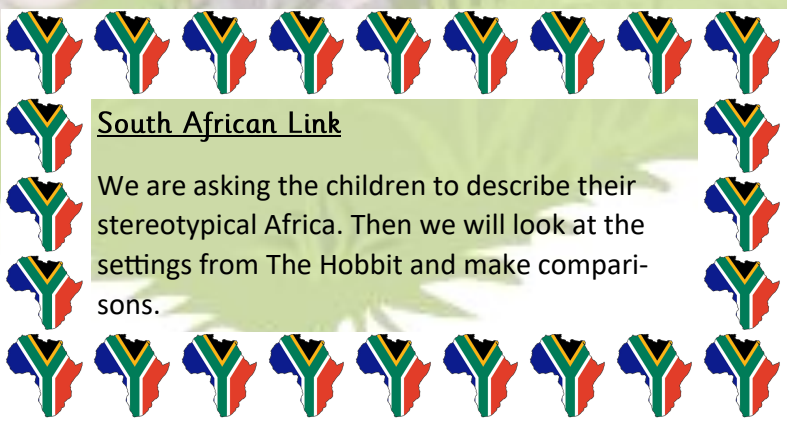 South African Link
We are asking the children to describe their
stereotypical Africa. Then we will look at the
settings from The Hobbit and make compari-
sons.